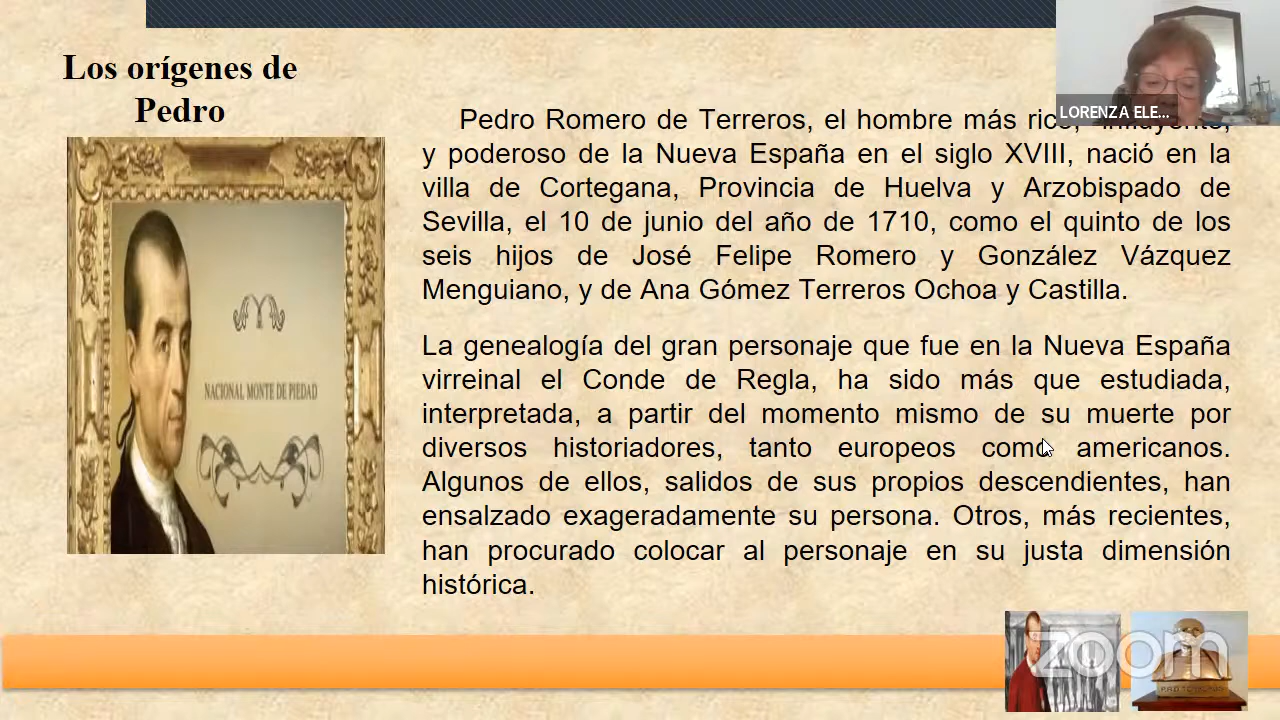 Los orígenes de
Pedro
LORENZA ELE...
Pedro Romero de Terreros, el hombre más rico, influyente,
y poderoso de la Nueva España en el siglo XVIII, nació en la
villa de Cortegana, Provincia de Huelva y Arzobispado de
Sevilla, el 10 de junio del año de 1710, como el quinto de los
seis hijos de José Felipe Romero y González Vázquez
Menguiano, y de Ana Gómez Terreros Ochoa y Castilla.
La genealogía del gran personaje que fue en la Nueva España
virreinal el Conde de Regla, ha sido más que estudiada,
interpretada, a partir del momento mismo de su muerte por
diversos historiadores, tanto europeos como americanos.
Algunos de ellos, salidos de sus propios descendientes, han
ensalzado exageradamente su persona. Otros, más recientes,
han procurado colocar al personaje en su justa dimensión
histórica.
NACIONAL MONTE DE PIEDAD
zoom